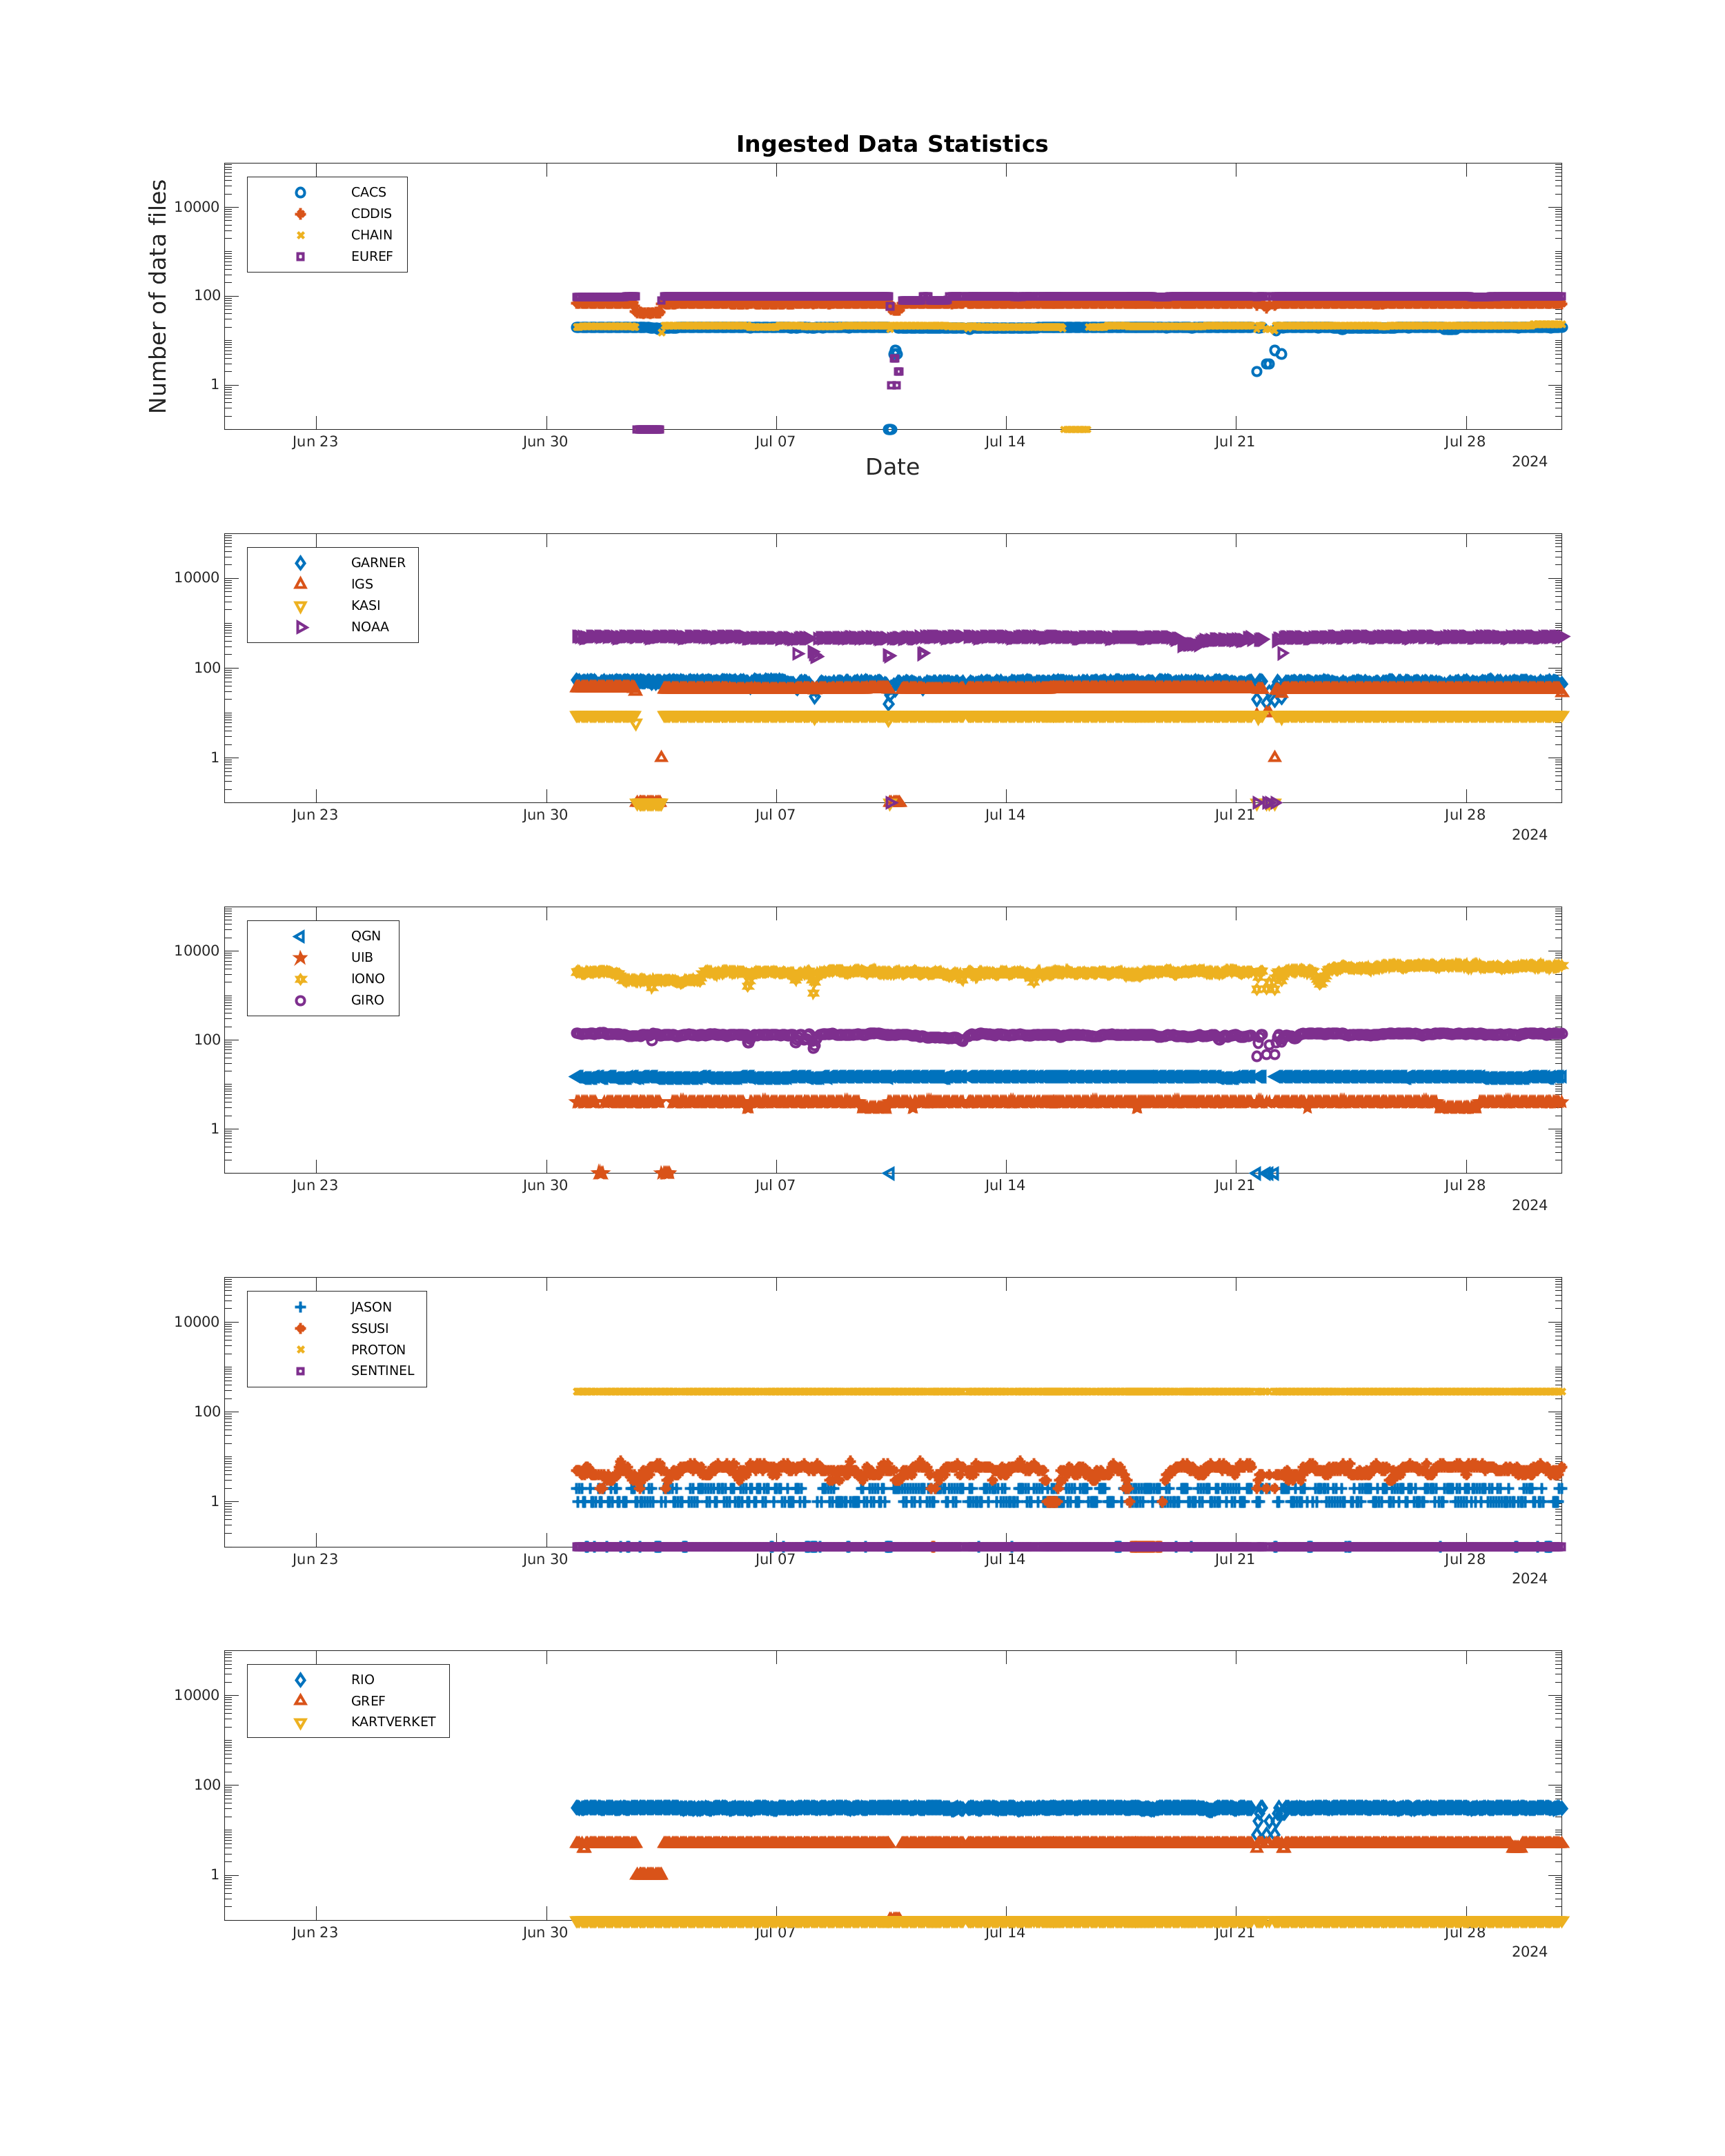 Ingested Data Statistics
Number of data files
CACS
CDDIS
CHAIN
EUREF
10000
100
1
Jun 23 Jun 30 Jul 07 Jul 14 Jul 21 Jul 28
2024
Date
GARNER
IGS
KASI
NOAA
10000
100
1
Jun 23 Jun 30 Jul 07 Jul 14 Jul 21 Jul 28
2024
QGN
UIB
IONO
GIRO
10000
100
1
Jun 23 Jun 30 Jul 07 Jul 14 Jul 21 Jul 28
2024
JASON
SSUSI
PROTON
SENTINEL
10000
100
1
Jun 23 Jun 30 Jul 07 Jul 14 Jul 21 Jul 28
2024
RIO
GREF
KARTVERKET
10000
100
1
Jun 23 Jun 30 Jul 07 Jul 14 Jul 21 Jul 28
2024